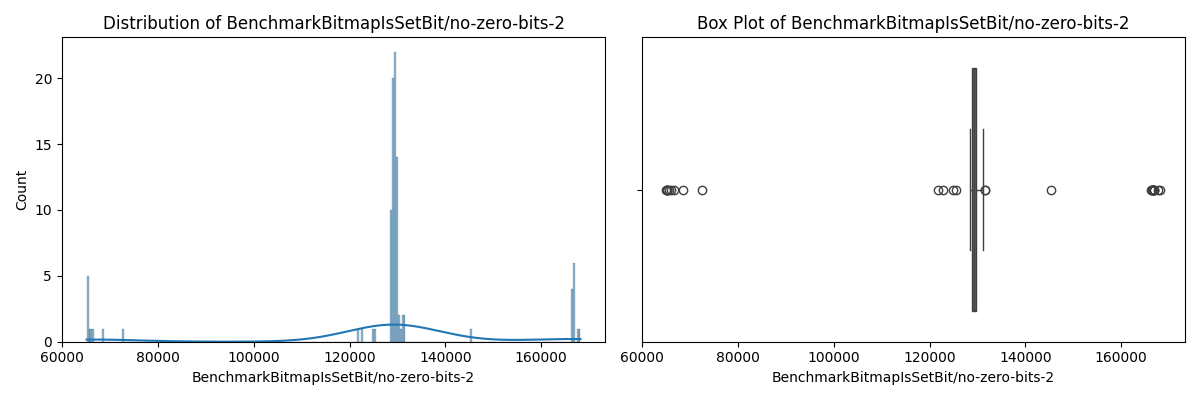 Distribution of BenchmarkBitmapIsSetBit/no-zero-bits-2
Count
20
15
10
5
0
60000 80000 100000 120000 140000 160000
BenchmarkBitmapIsSetBit/no-zero-bits-2
Box Plot of BenchmarkBitmapIsSetBit/no-zero-bits-2
60000 80000 100000 120000 140000 160000
BenchmarkBitmapIsSetBit/no-zero-bits-2